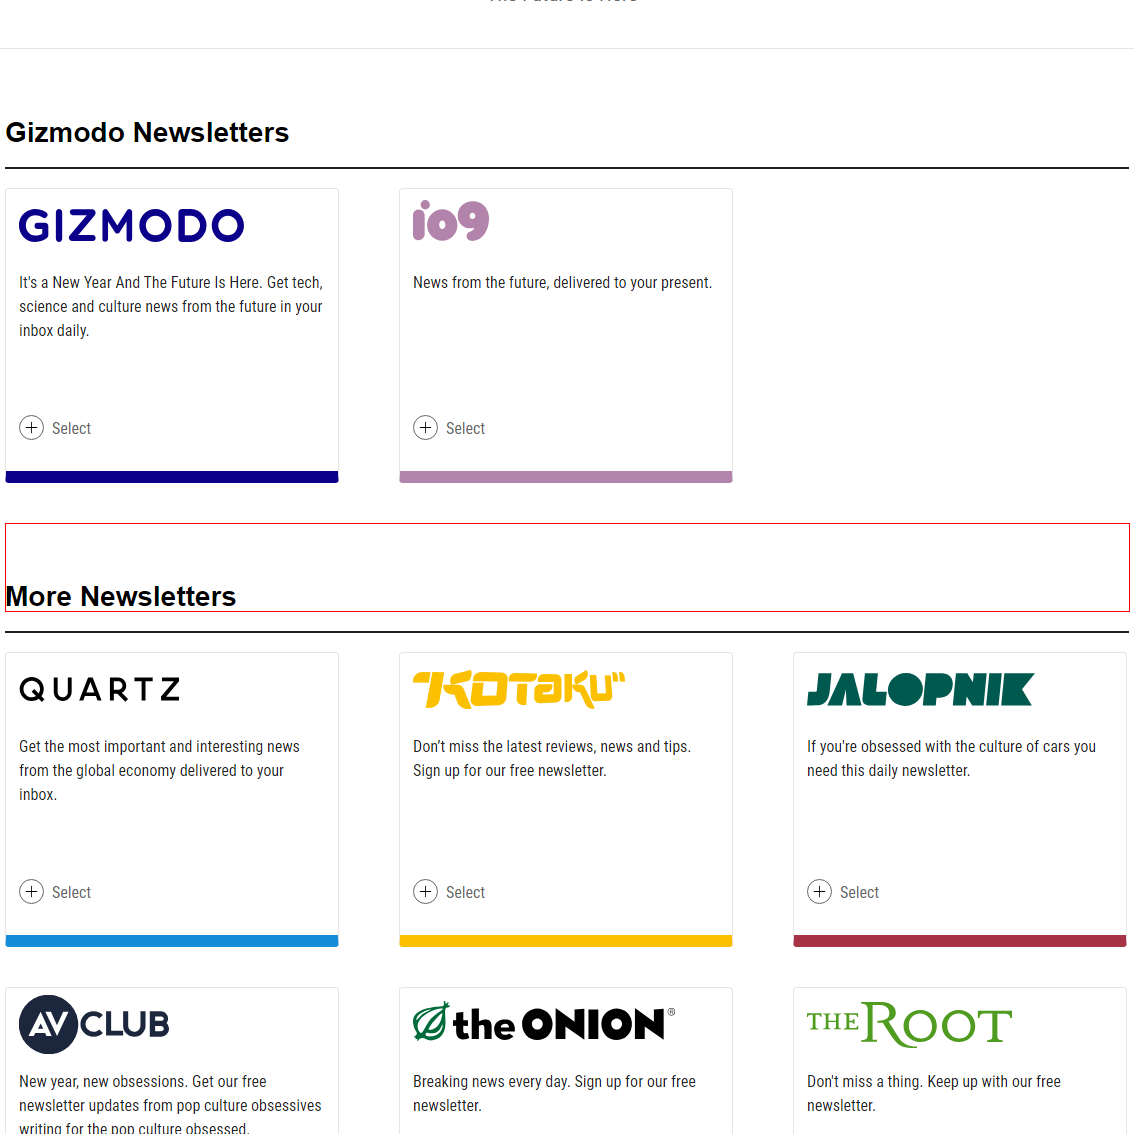 The Future Is Here
Gizmodo Newsletters
GIZMODO
io9
It's a New Year And The Future Is Here. Get tech,
science and culture news from the future in your
inbox daily.
News from the future, delivered to your present.
Select
Select
More Newsletters
QUARTZ
KOTAKU
JALOPNIK
Get the most important and interesting news
from the global economy delivered to your
inbox.
Don't miss the latest reviews, news and tips.
Sign up for our free newsletter.
If you're obsessed with the culture of cars you
need this daily newsletter.
Select
Select
Select
AV CLUB
the ONION®
THE ROOT
New year, new obsessions. Get our free
newsletter updates from pop culture obsessives
writing for the pop culture obsessed.
Breaking news every day. Sign up for our free
newsletter.
Don't miss a thing. Keep up with our free
newsletter.